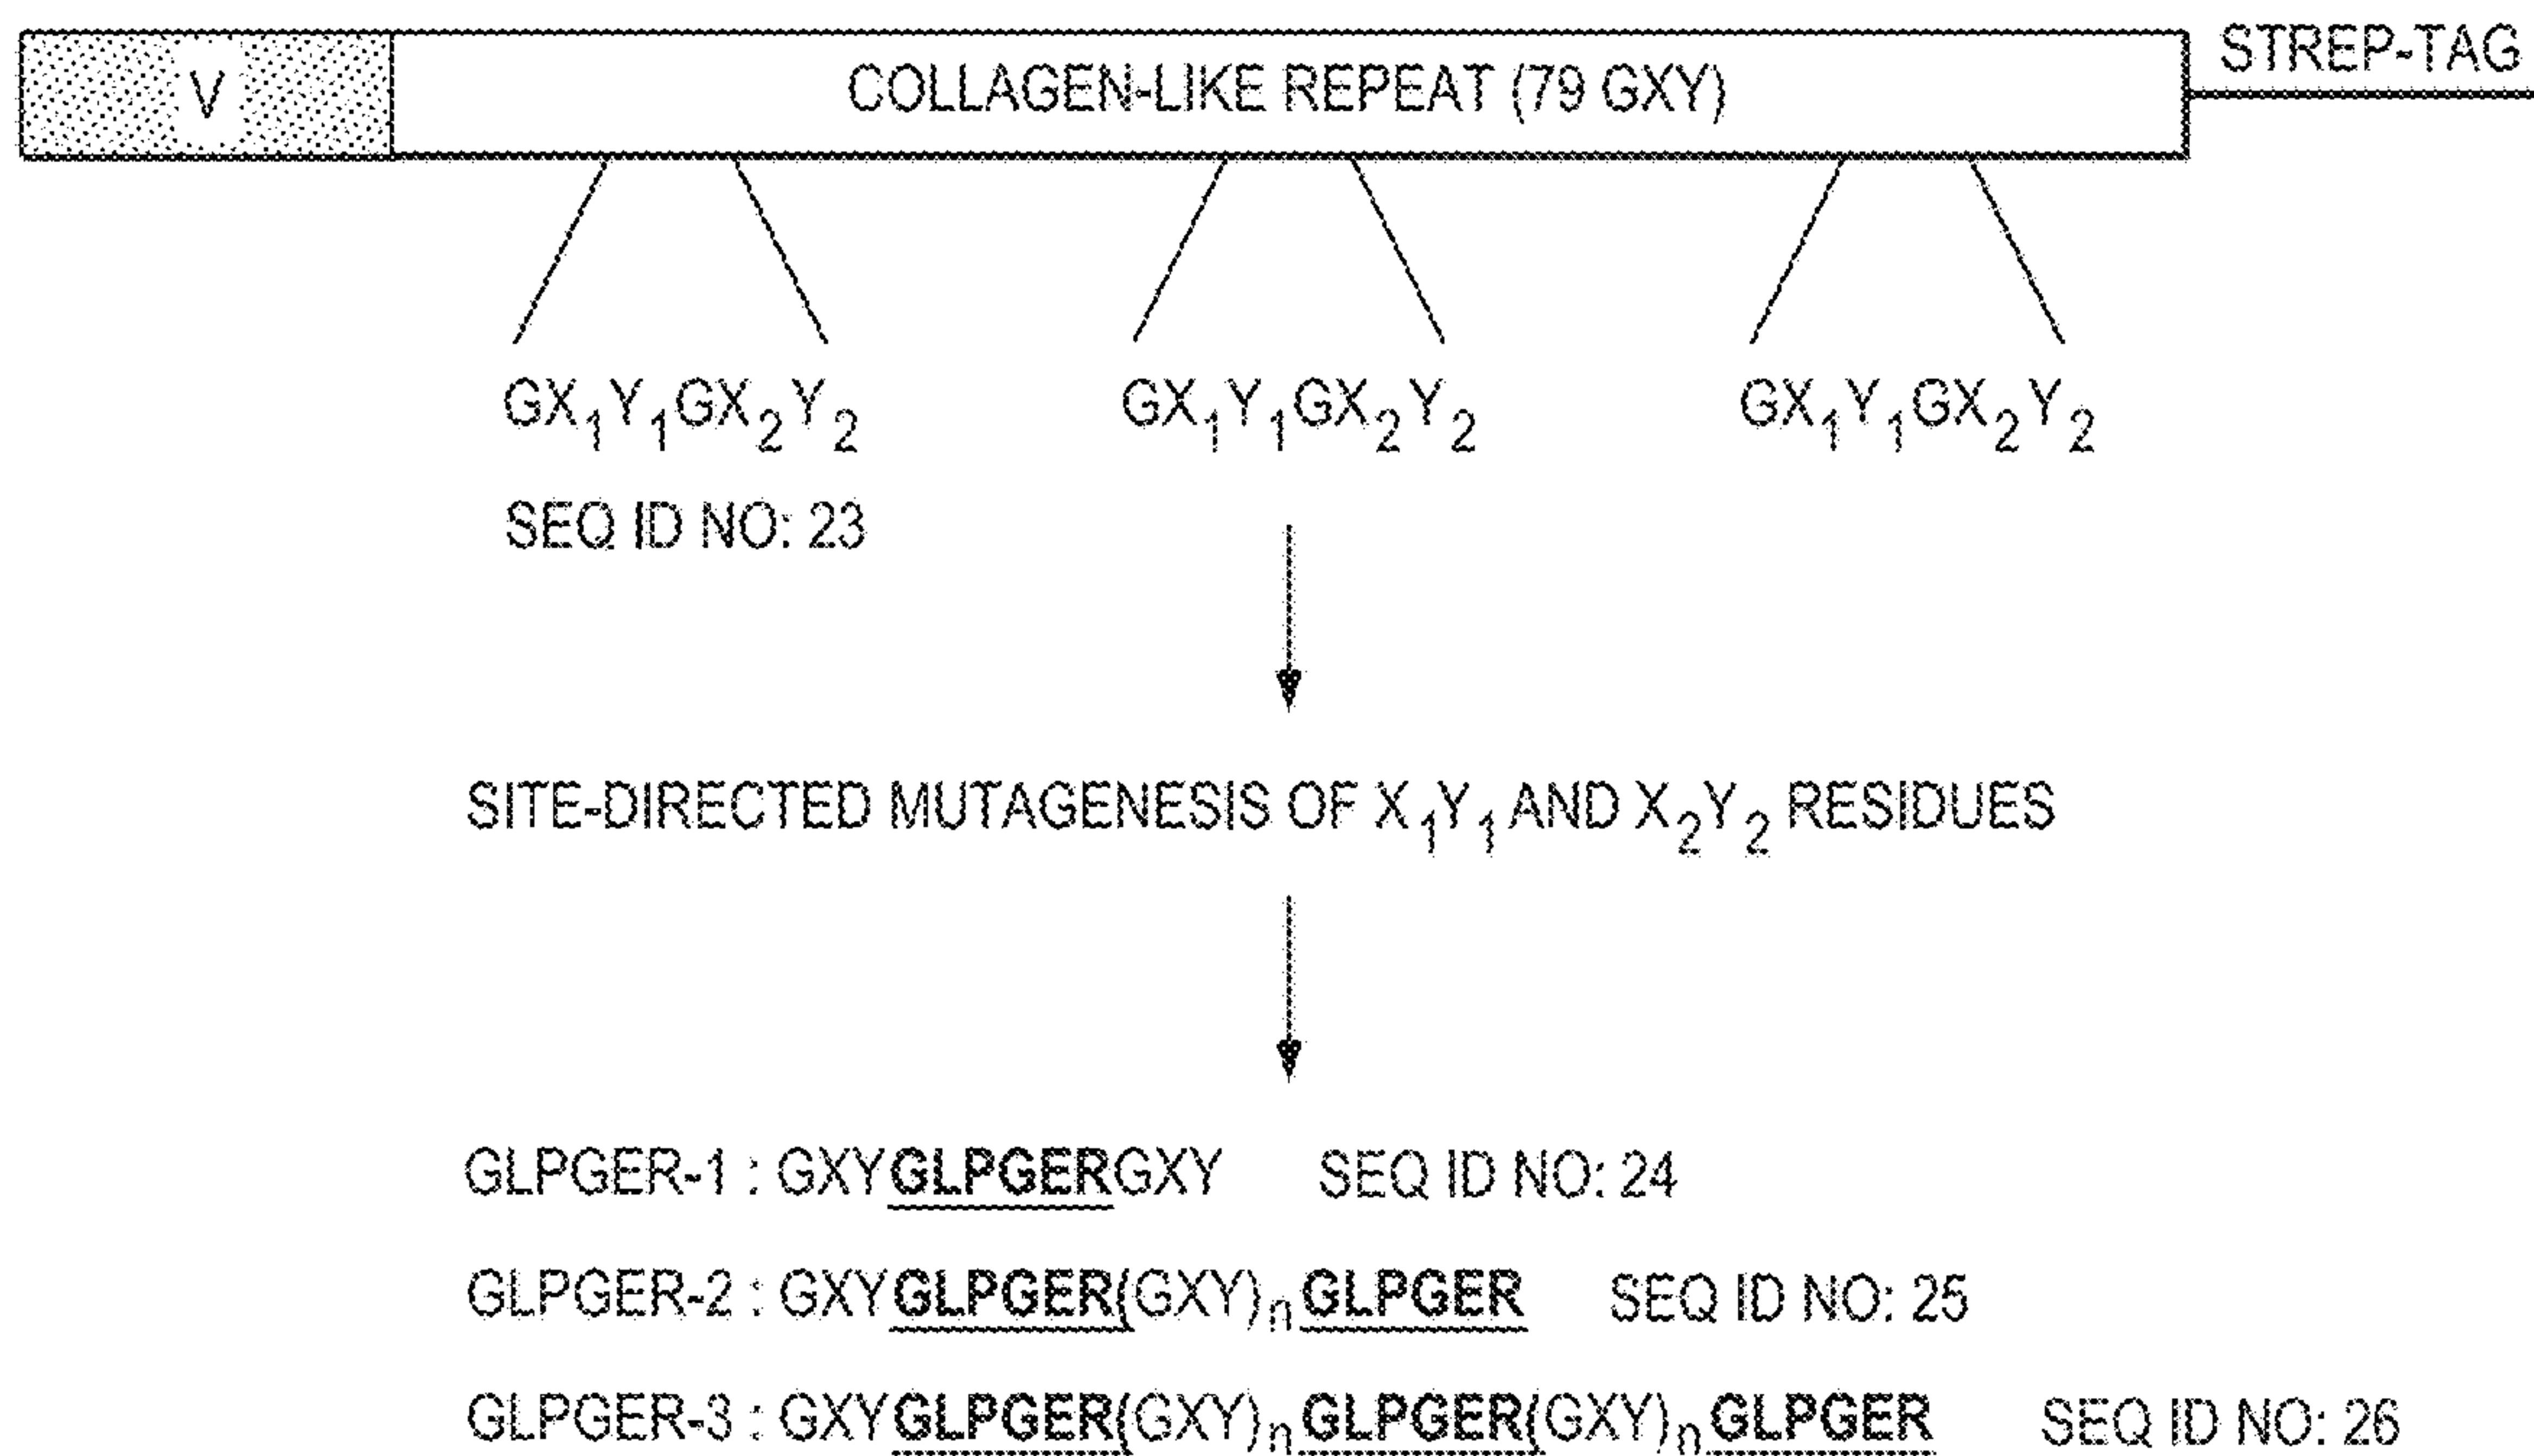 STREP-TAG
V COLLAGEN-LIKE REPEAT (79 GXY)
GX₁Y₁GX₂Y₂ GX₁Y₁GX₂Y₂ GX₁Y₁GX₂Y₂
SEQ ID NO: 23
SITE-DIRECTED MUTAGENESIS OF X₁Y₁ AND X₂Y₂ RESIDUES
GLPGER-1 : GXYGLPGERGXY SEQ ID NO: 24
GLPGER-2 : GXYGLPGER(GXY)ₙGLPGER SEQ ID NO: 25
GLPGER-3 : GXYGLPGER(GXY)ₙGLPGER(GXY)ₙGLPGER SEQ ID NO: 26